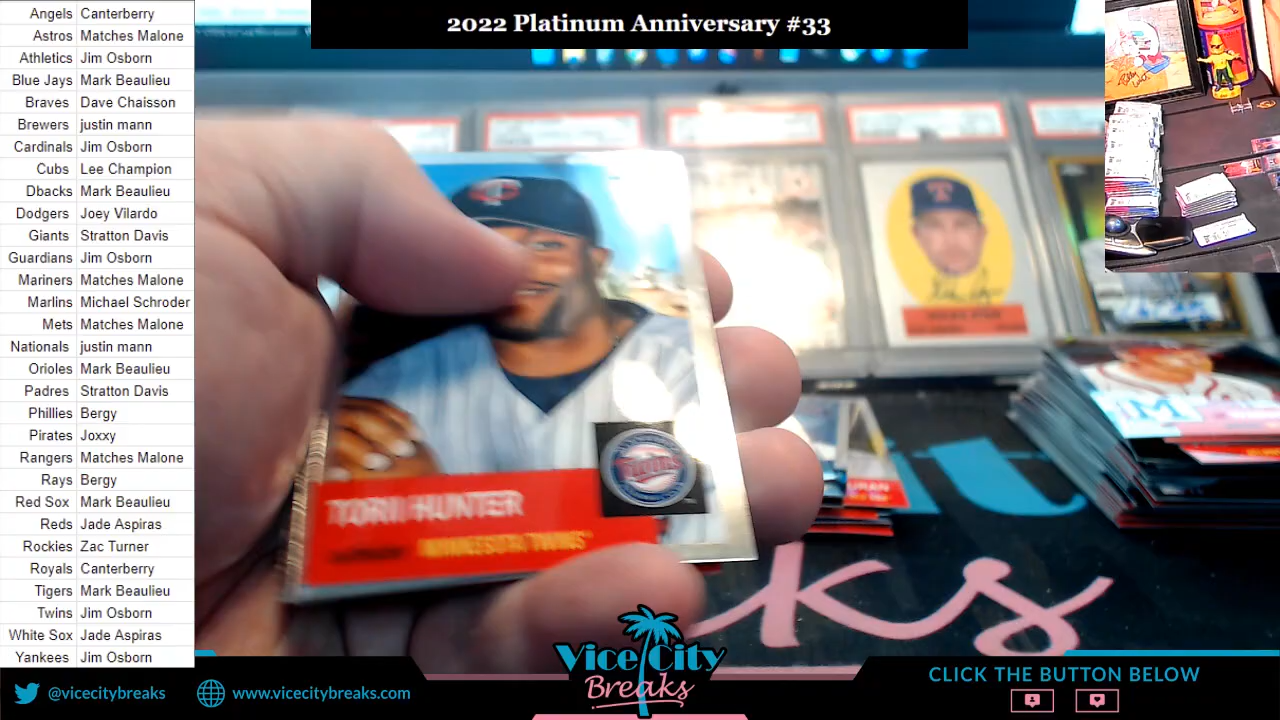 2022 Platinum Anniversary #33
Angels Canterberry
Astros Matches Malone
Athletics Jim Osborn
Blue Jays Mark Beaulieu
Braves Dave Chaisson
Brewers justin mann
Cardinals Jim Osborn
Cubs Lee Champion
Dbacks Mark Beaulieu
Dodgers Joey Vilardo
Giants Stratton Davis
Guardians Jim Osborn
Mariners Matches Malone
Marlins Michael Schroder
Mets Matches Malone
Nationals justin mann
Orioles Mark Beaulieu
Padres Stratton Davis
Phillies Bergy
Pirates Joxxy
Rangers Matches Malone
Rays Bergy
Red Sox Mark Beaulieu
Reds Jade Aspiras
Rockies Zac Turner
Royals Canterberry
Tigers Mark Beaulieu
Twins Jim Osborn
White Sox Jade Aspiras
Yankees Jim Osborn
T
Twins
TORII HUNTER
MINNESOTA TWINS
it
ks
Vice City
Breaks
@vicecitybreaks
www.vicecitybreaks.com
CLICK THE BUTTON BELOW